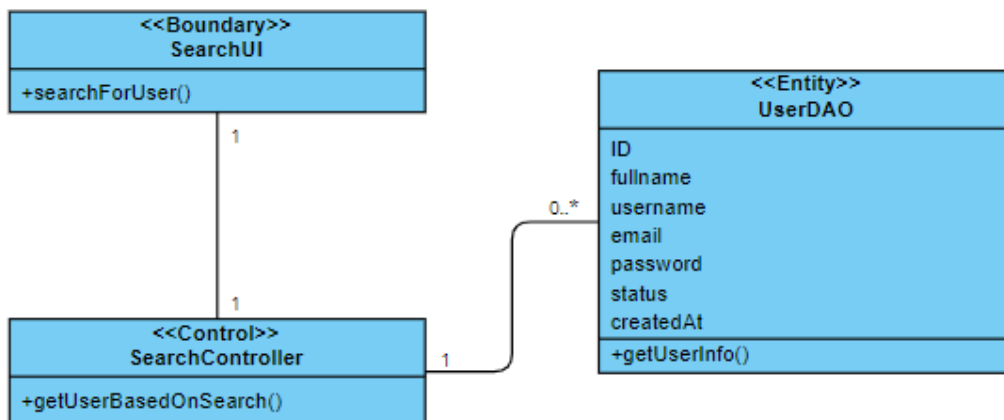 <<Boundary>>
SearchUI
+searchForUser()
1
1
<<Control>>
SearchController
+getUserBasedOnSearch()
1
0..*
<<Entity>>
UserDAO
ID
fullname
username
email
password
status
createdAt
+getUserInfo()